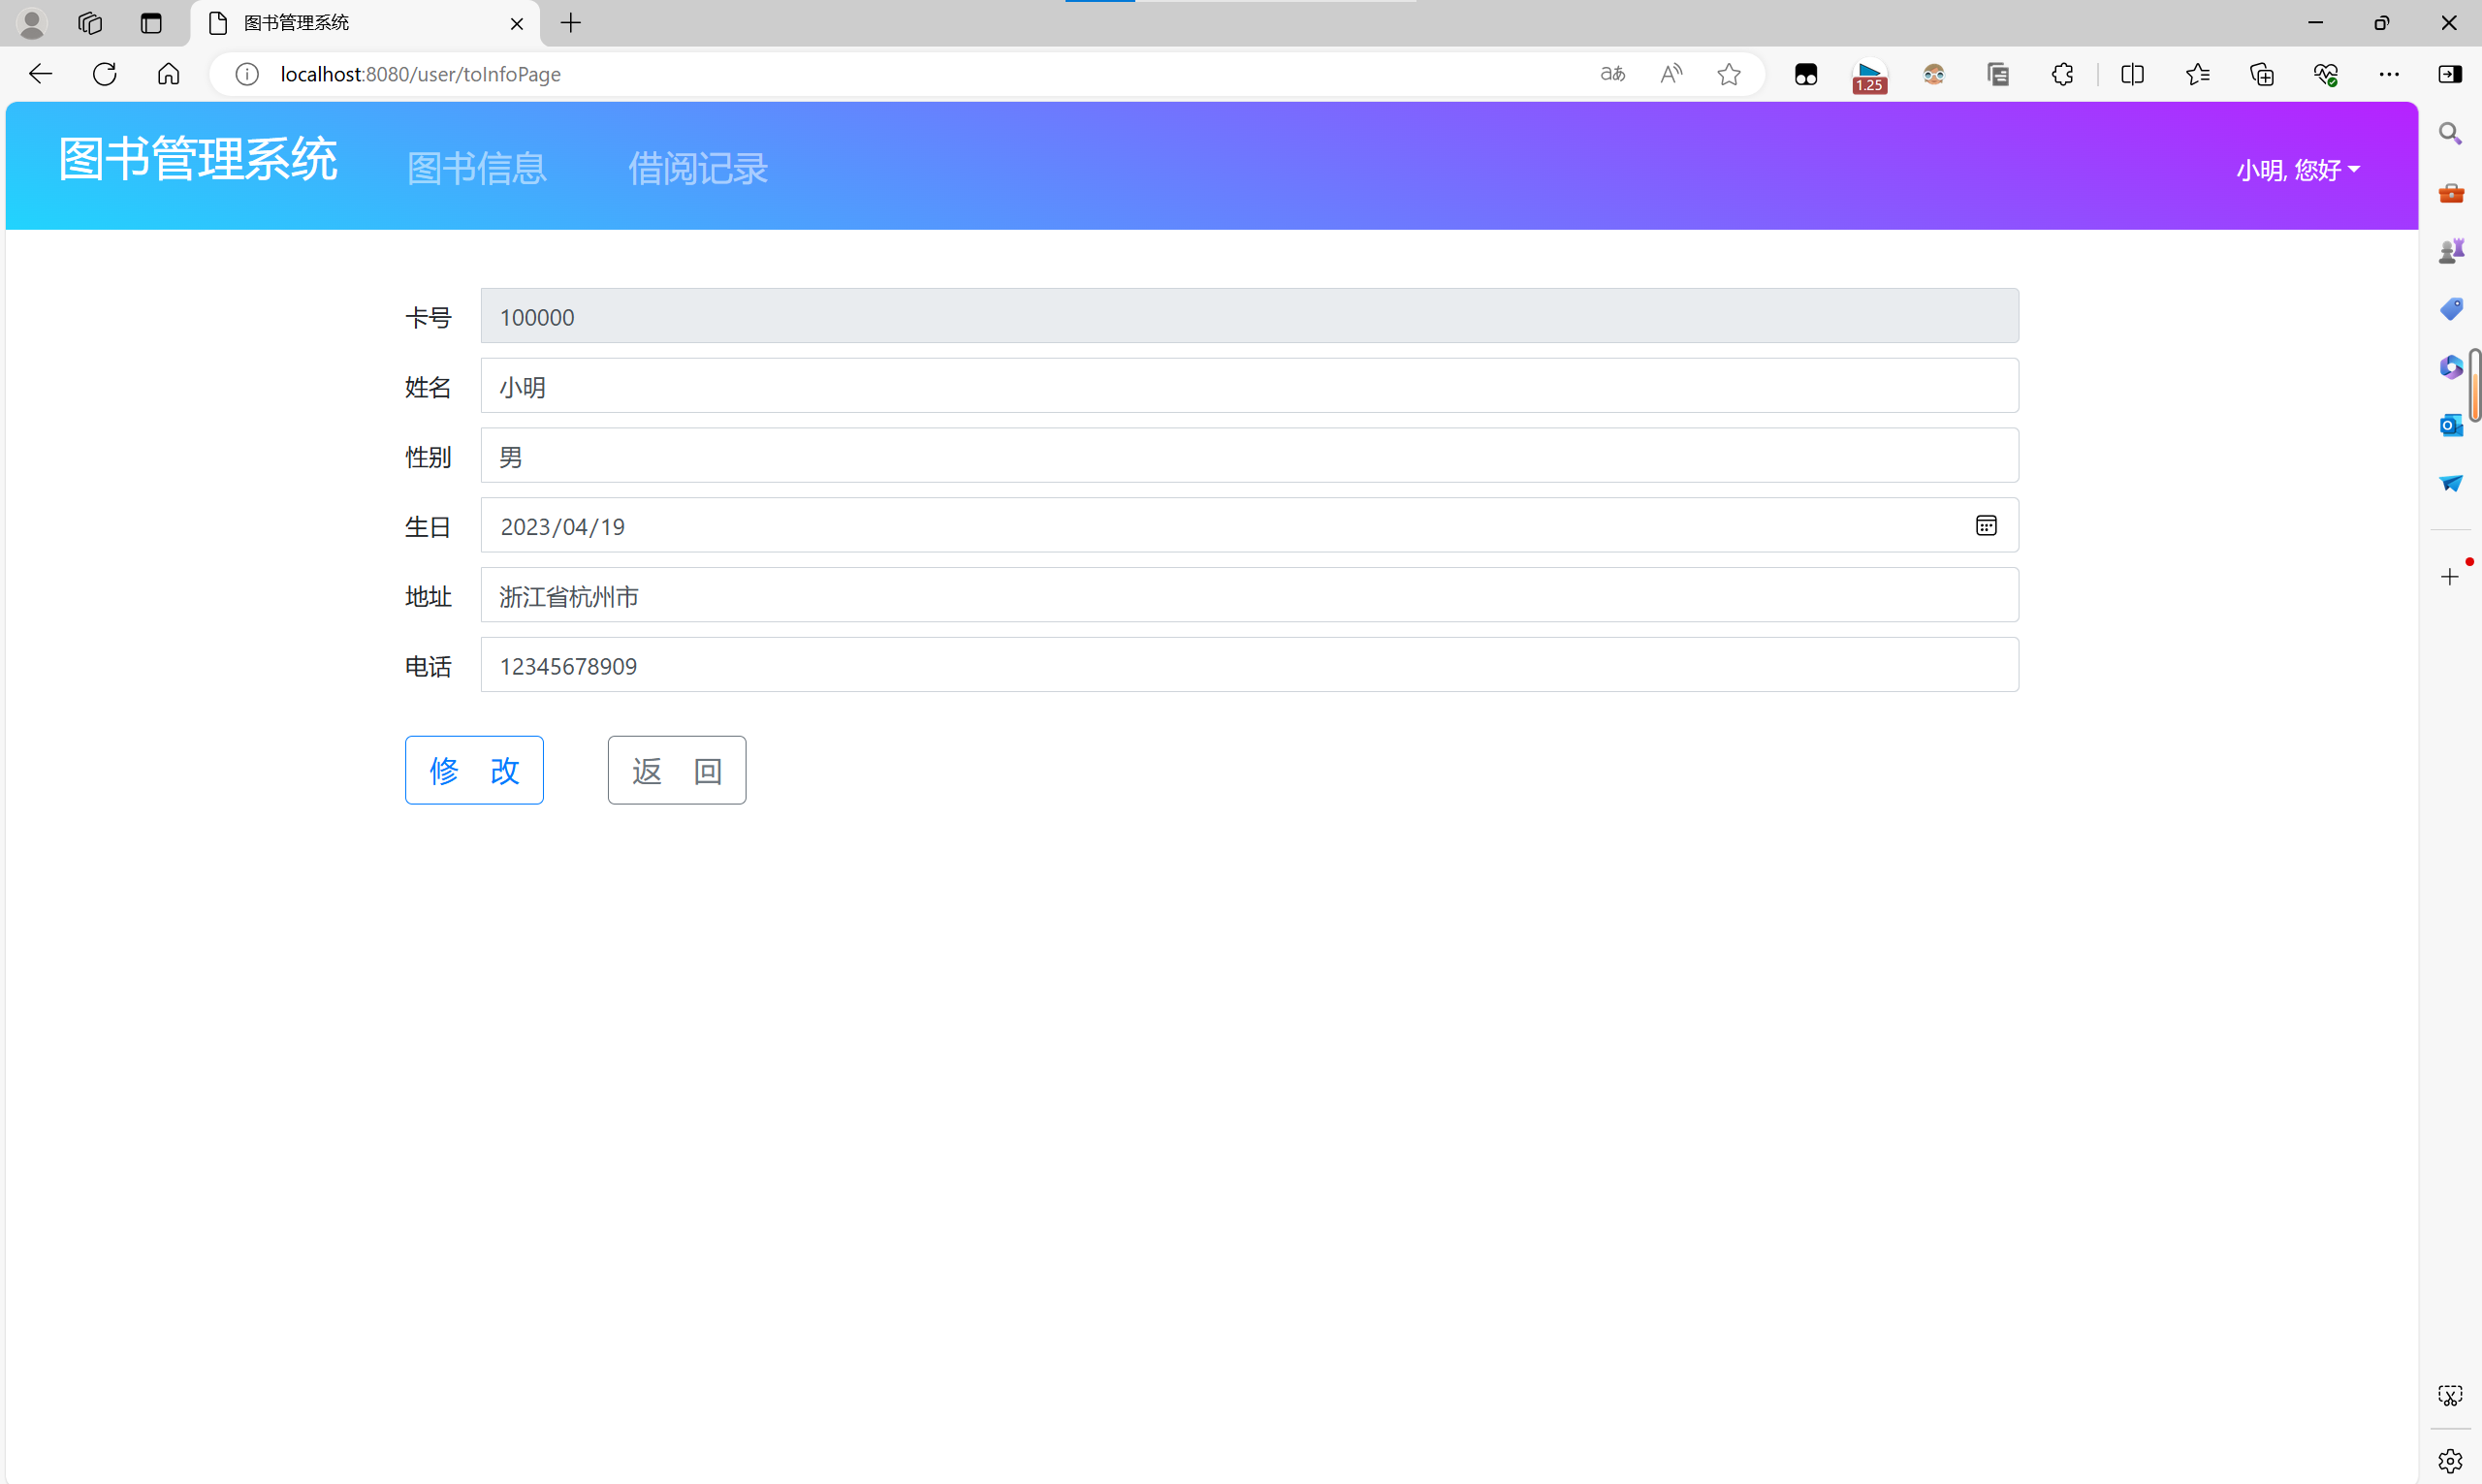 图书管理系统
localhost:8080/user/toInfoPage
aあ
A
1.25
图书管理系统
图书信息
借阅记录
小明, 您好
卡号
100000
姓名
小明
性别
男
生日
2023/04/19
地址
浙江省杭州市
电话
12345678909
修 改
返 回